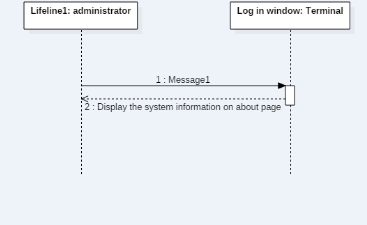 Lifeline1: administrator
Log in window: Terminal
1 : Message1
2 : Display the system information on about page